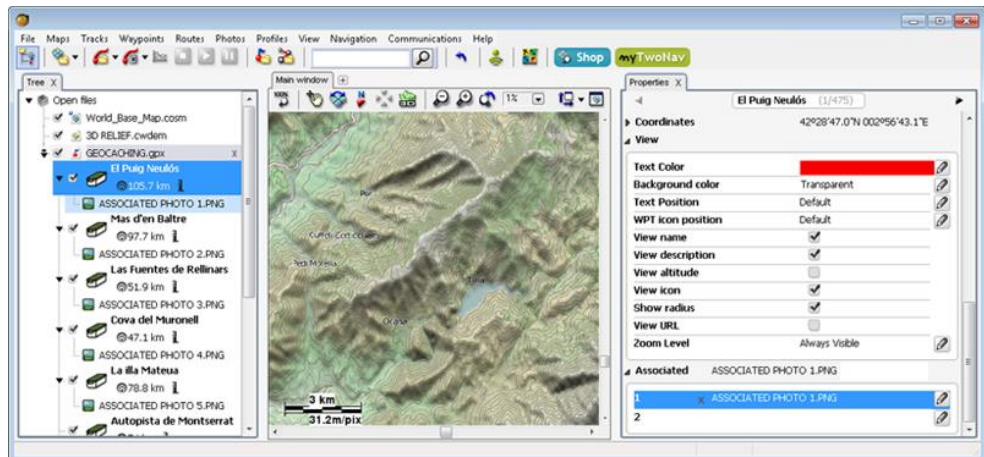 File Maps Tracks Waypoints Routes Photos Profiles View Navigation Communications Help
Shop
myTwoNav
Tree X
Open files
World_Base_Map.cosm
3D RELIEF.cwdem
GEOCACHING.gpx X
El Puig Neulós
105.7 km
ASSOCIATED PHOTO 1.PNG
Mas d'en Baltre
97.7 km
ASSOCIATED PHOTO 2.PNG
Las Fuentes de Rellinars
51.9 km
ASSOCIATED PHOTO 3.PNG
Cova del Muronell
47.1 km
ASSOCIATED PHOTO 4.PNG
La illa Mateua
78.8 km
ASSOCIATED PHOTO 5.PNG
Autopista de Montserrat
Main window
1%
3 km
31.2m/pix
Properties X
El Puig Neulós (1/475)
Coordinates 42º28'47.0"N 002º56'43.1"E
View
Text Color
Background color Transparent
Text Position Default
WPT icon position Default
View name
View description
View altitude
View icon
Show radius
View URL
Zoom Level Always Visible
Associated ASSOCIATED PHOTO 1.PNG
1 x ASSOCIATED PHOTO 1.PNG
2